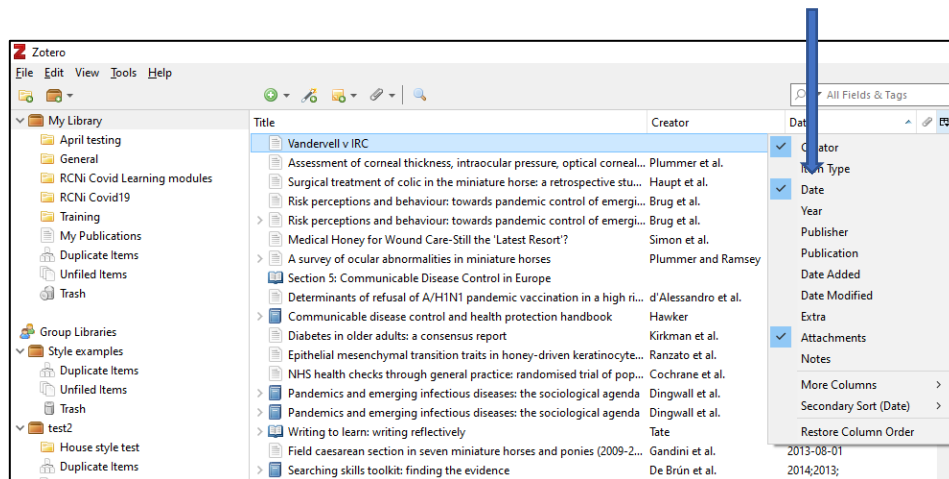 Zotero
File Edit View Tools Help
All Fields & Tags
My Library
April testing
General
RCNi Covid Learning modules
RCNi Covid19
Training
My Publications
Duplicate Items
Unfiled Items
Trash
Group Libraries
Style examples
Duplicate Items
Unfiled Items
Trash
test2
House style test
Duplicate Items
Title Creator Dat
Vandervell v IRC
Assessment of corneal thickness, intraocular pressure, optical corneal... Plummer et al.
Surgical treatment of colic in the miniature horse: a retrospective stu... Haupt et al.
Risk perceptions and behaviour: towards pandemic control of emergi... Brug et al.
Risk perceptions and behaviour: towards pandemic control of emergi... Brug et al.
Medical Honey for Wound Care-Still the 'Latest Resort'? Simon et al.
A survey of ocular abnormalities in miniature horses Plummer and Ramsey
Section 5: Communicable Disease Control in Europe
Determinants of refusal of A/H1N1 pandemic vaccination in a high ri... d'Alessandro et al.
Communicable disease control and health protection handbook Hawker
Diabetes in older adults: a consensus report Kirkman et al.
Epithelial mesenchymal transition traits in honey-driven keratinocyte... Ranzato et al.
NHS health checks through general practice: randomised trial of pop... Cochrane et al.
Pandemics and emerging infectious diseases: the sociological agenda Dingwall et al.
Pandemics and emerging infectious diseases: the sociological agenda Dingwall et al.
Writing to learn: writing reflectively Tate
Field caesarean section in seven miniature horses and ponies (2009-2... Gandini et al. 2013-08-01
Searching skills toolkit: finding the evidence De Brún et al. 2014;2013;
Creator
Item Type
Date
Year
Publisher
Publication
Date Added
Date Modified
Extra
Attachments
Notes
More Columns
Secondary Sort (Date)
Restore Column Order